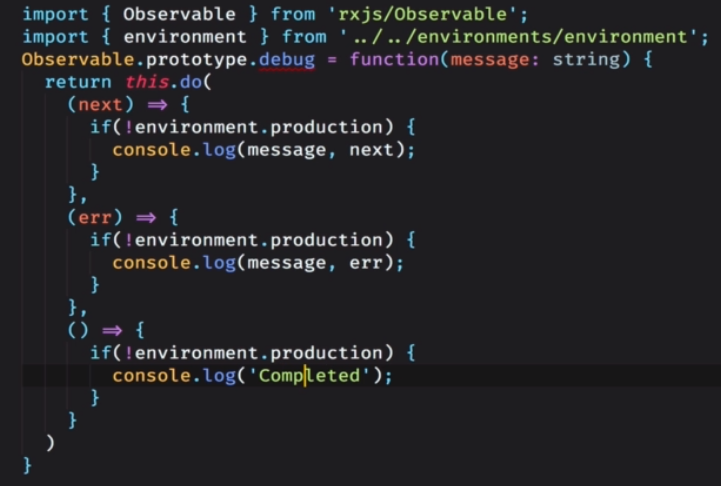 import { Observable } from 'rxjs/Observable';
import { environment } from '../../environments/environment';
Observable.prototype.debug = function(message: string) {
  return this.do(
    (next) => {
      if(!environment.production) {
        console.log(message, next);
      }
    },
    (err) => {
      if(!environment.production) {
        console.log(message, err);
      }
    },
    () => {
      if(!environment.production) {
        console.log('Completed');
      }
    }
  )
}